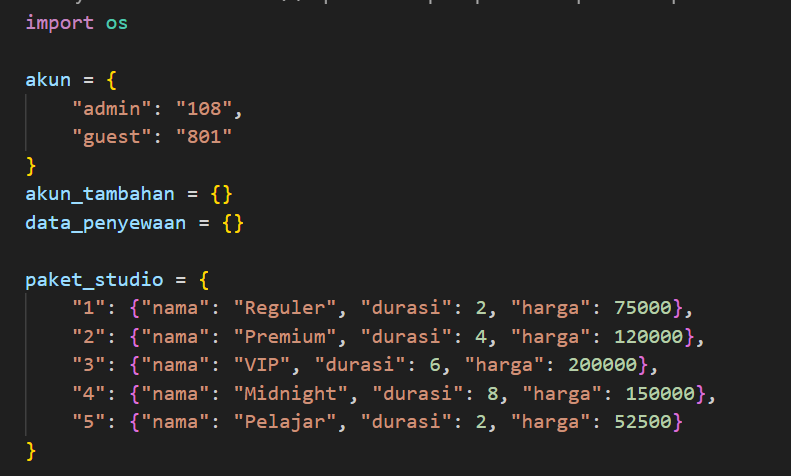 import os
akun = {
"admin": "108",
"guest": "801"
}
akun_tambahan = {}
data_penyewaan = {}
paket_studio = {
"1": {"nama": "Reguler", "durasi": 2, "harga": 75000},
"2": {"nama": "Premium", "durasi": 4, "harga": 120000},
"3": {"nama": "VIP", "durasi": 6, "harga": 200000},
"4": {"nama": "Midnight", "durasi": 8, "harga": 150000},
"5": {"nama": "Pelajar", "durasi": 2, "harga": 52500}
}